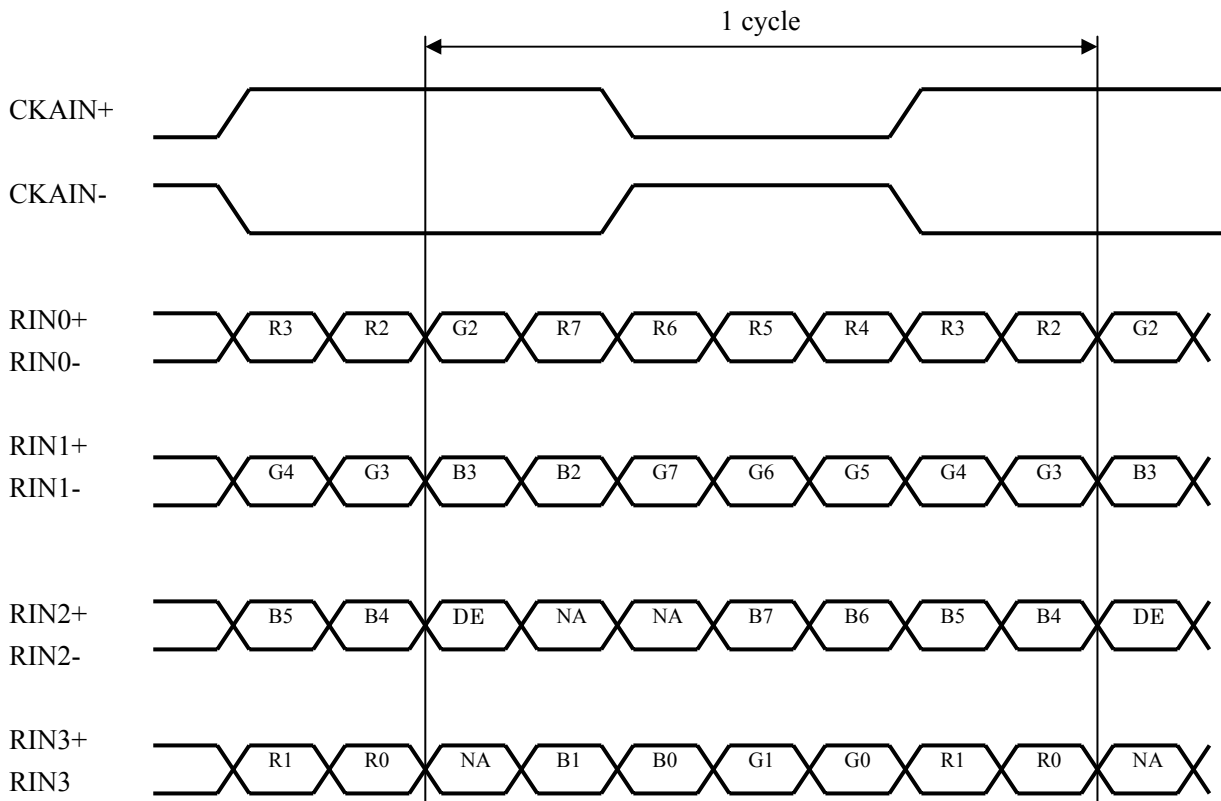 1 cycle
CKAIN+
CKAIN-
RIN0+
R3 R2 G2 R7 R6 R5 R4 R3 R2 G2
RIN0-
RIN1+
G4 G3 B3 B2 G7 G6 G5 G4 G3 B3
RIN1-
RIN2+
B5 B4 DE NA NA B7 B6 B5 B4 DE
RIN2-
RIN3+
R1 R0 NA B1 B0 G1 G0 R1 R0 NA
RIN3